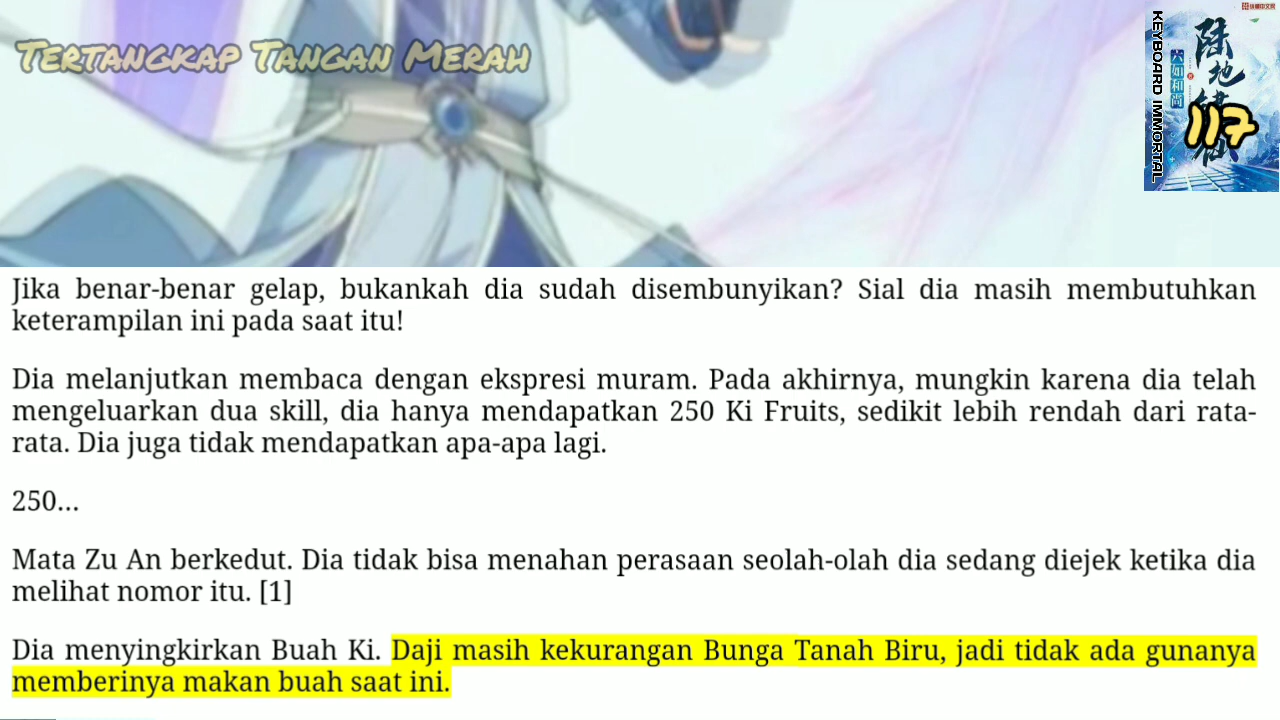 Tertangkap Tangan Merah
KEYBOARD IMMORTAL
六如和尚
117
Jika benar-benar gelap, bukankah dia sudah disembunyikan? Sial dia masih membutuhkan
keterampilan ini pada saat itu!
Dia melanjutkan membaca dengan ekspresi muram. Pada akhirnya, mungkin karena dia telah
mengeluarkan dua skill, dia hanya mendapatkan 250 Ki Fruits, sedikit lebih rendah dari rata-
rata. Dia juga tidak mendapatkan apa-apa lagi.
250...
Mata Zu An berkedut. Dia tidak bisa menahan perasaan seolah-olah dia sedang diejek ketika dia
melihat nomor itu. [1]
Dia menyingkirkan Buah Ki. Daji masih kekurangan Bunga Tanah Biru, jadi tidak ada gunanya
memberinya makan buah saat ini.